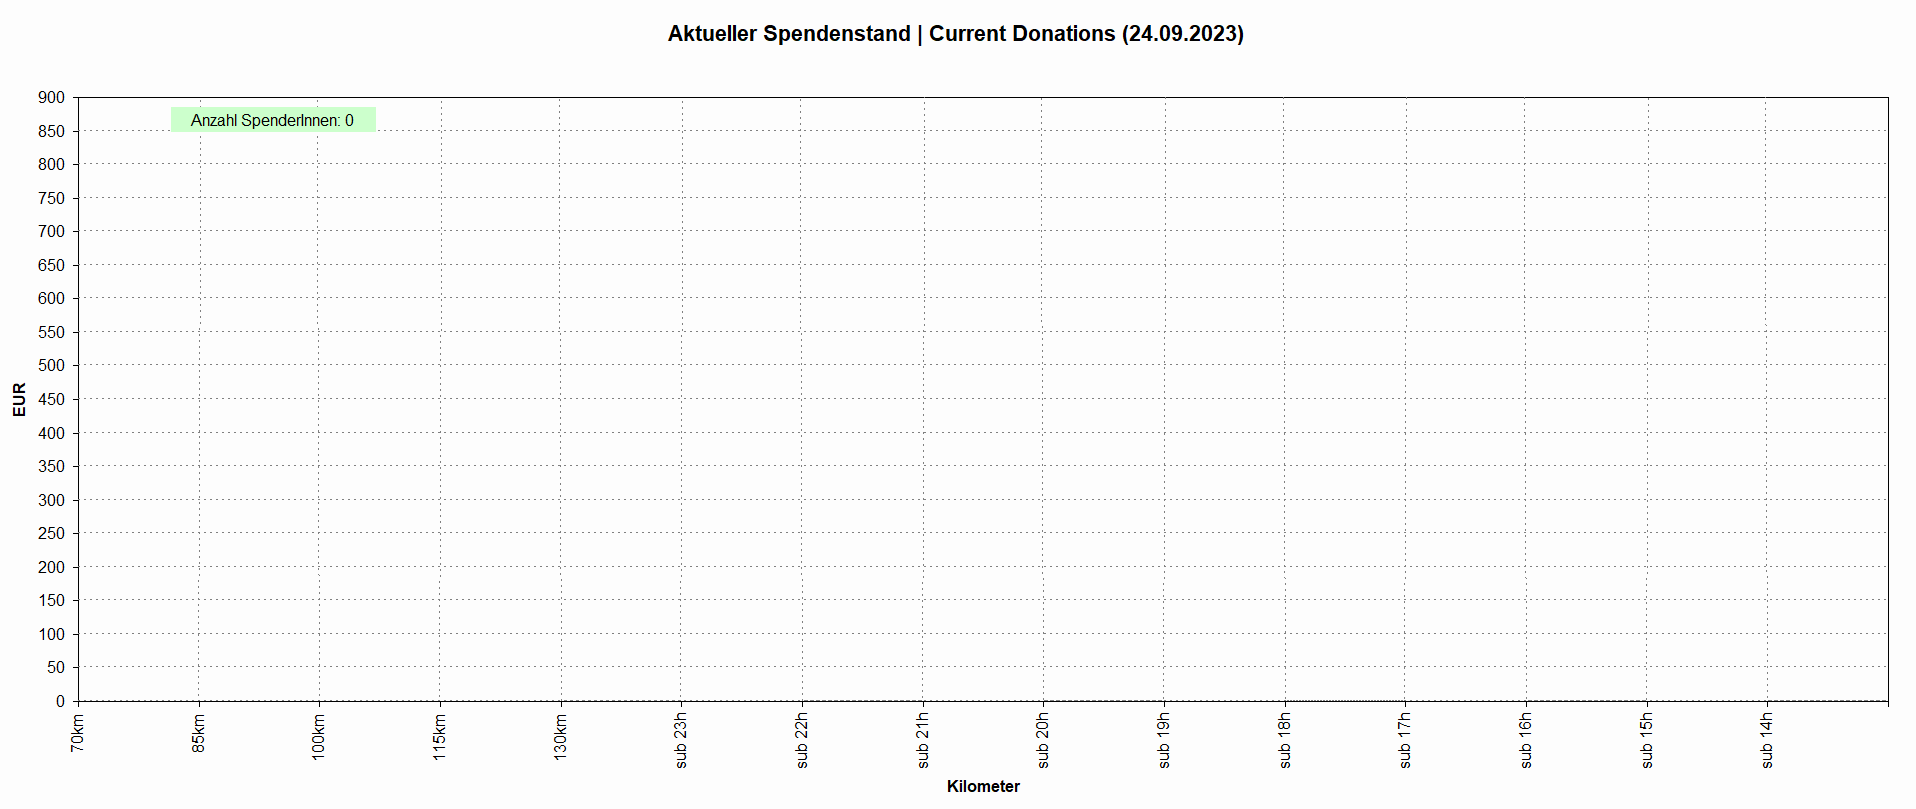 Aktueller Spendenstand | Current Donations (24.09.2023)
Anzahl SpenderInnen: 0
EUR
900
850
800
750
700
650
600
550
500
450
400
350
300
250
200
150
100
50
0
70km
85km
100km
115km
130km
sub 23h
sub 22h
sub 21h
sub 20h
sub 19h
sub 18h
sub 17h
sub 16h
sub 15h
sub 14h
Kilometer